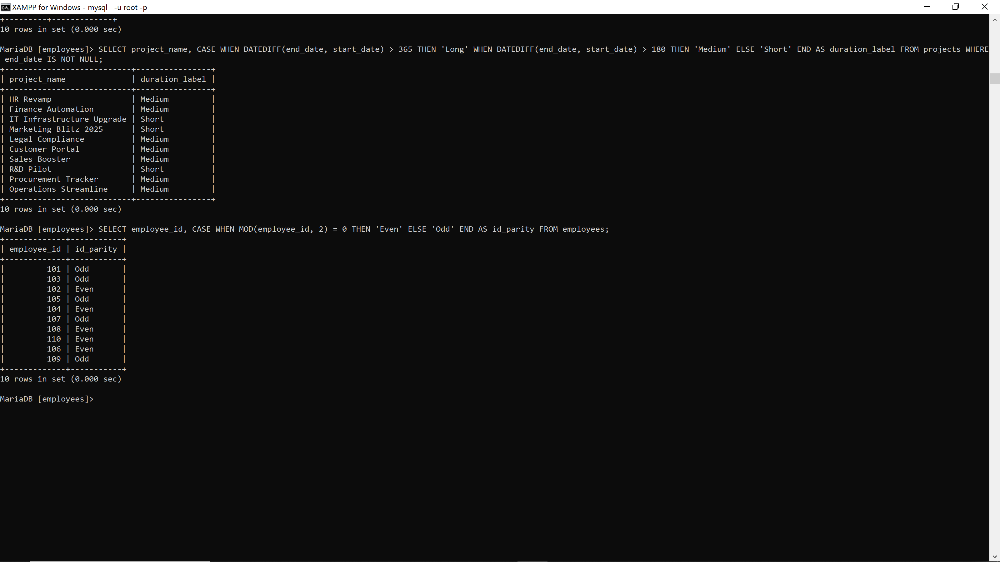 XAMPP for Windows - mysql  -u root -p
+---------+-------------+
10 rows in set (0.000 sec)

MariaDB [employees]> SELECT project_name, CASE WHEN DATEDIFF(end_date, start_date) > 365 THEN 'Long' WHEN DATEDIFF(end_date, start_date) > 180 THEN 'Medium' ELSE 'Short' END AS duration_label FROM projects WHERE
 end_date IS NOT NULL;
+---------------------------+----------------+
| project_name              | duration_label |
+---------------------------+----------------+
| HR Revamp                 | Medium         |
| Finance Automation        | Medium         |
| IT Infrastructure Upgrade | Short          |
| Marketing Blitz 2025      | Short          |
| Legal Compliance          | Medium         |
| Customer Portal           | Medium         |
| Sales Booster             | Medium         |
| R&D Pilot                 | Short          |
| Procurement Tracker       | Medium         |
| Operations Streamline     | Medium         |
+---------------------------+----------------+
10 rows in set (0.000 sec)

MariaDB [employees]> SELECT employee_id, CASE WHEN MOD(employee_id, 2) = 0 THEN 'Even' ELSE 'Odd' END AS id_parity FROM employees;
+-------------+-----------+
| employee_id | id_parity |
+-------------+-----------+
|         101 | Odd       |
|         103 | Odd       |
|         102 | Even      |
|         105 | Odd       |
|         104 | Even      |
|         107 | Odd       |
|         108 | Even      |
|         110 | Even      |
|         106 | Even      |
|         109 | Odd       |
+-------------+-----------+
10 rows in set (0.000 sec)

MariaDB [employees]>